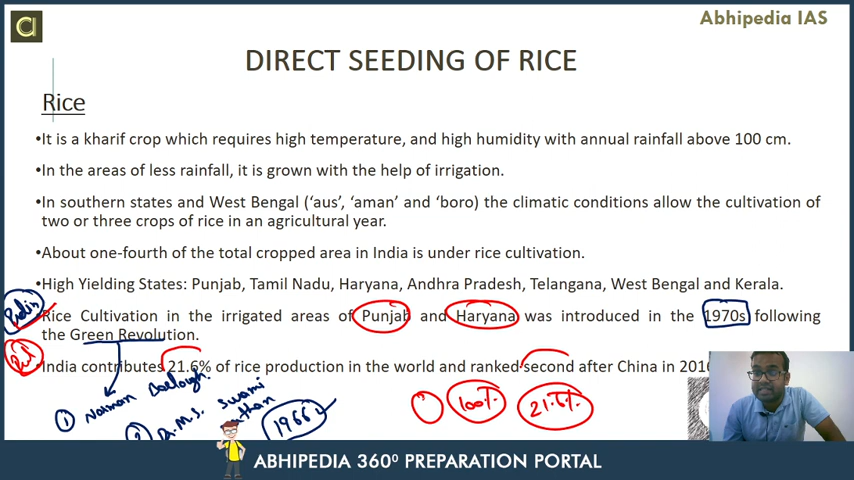 Abhipedia IAS
DIRECT SEEDING OF RICE
Rice
•It is a kharif crop which requires high temperature, and high humidity with annual rainfall above 100 cm.
•In the areas of less rainfall, it is grown with the help of irrigation.
•In southern states and West Bengal (‘aus’, ‘aman’ and ‘boro) the climatic conditions allow the cultivation of
two or three crops of rice in an agricultural year.
•About one-fourth of the total cropped area in India is under rice cultivation.
•High Yielding States: Punjab, Tamil Nadu, Haryana, Andhra Pradesh, Telangana, West Bengal and Kerala.
•Rice Cultivation in the irrigated areas of Punjab and Haryana was introduced in the 1970s following
the Green Revolution.
•India contributes 21.6% of rice production in the world and ranked second after China in 2016
① Norman Borlough
② Dr. M.S. Swami
nathan
1966
100%
21.6%
ABHIPEDIA 360⁰ PREPARATION PORTAL